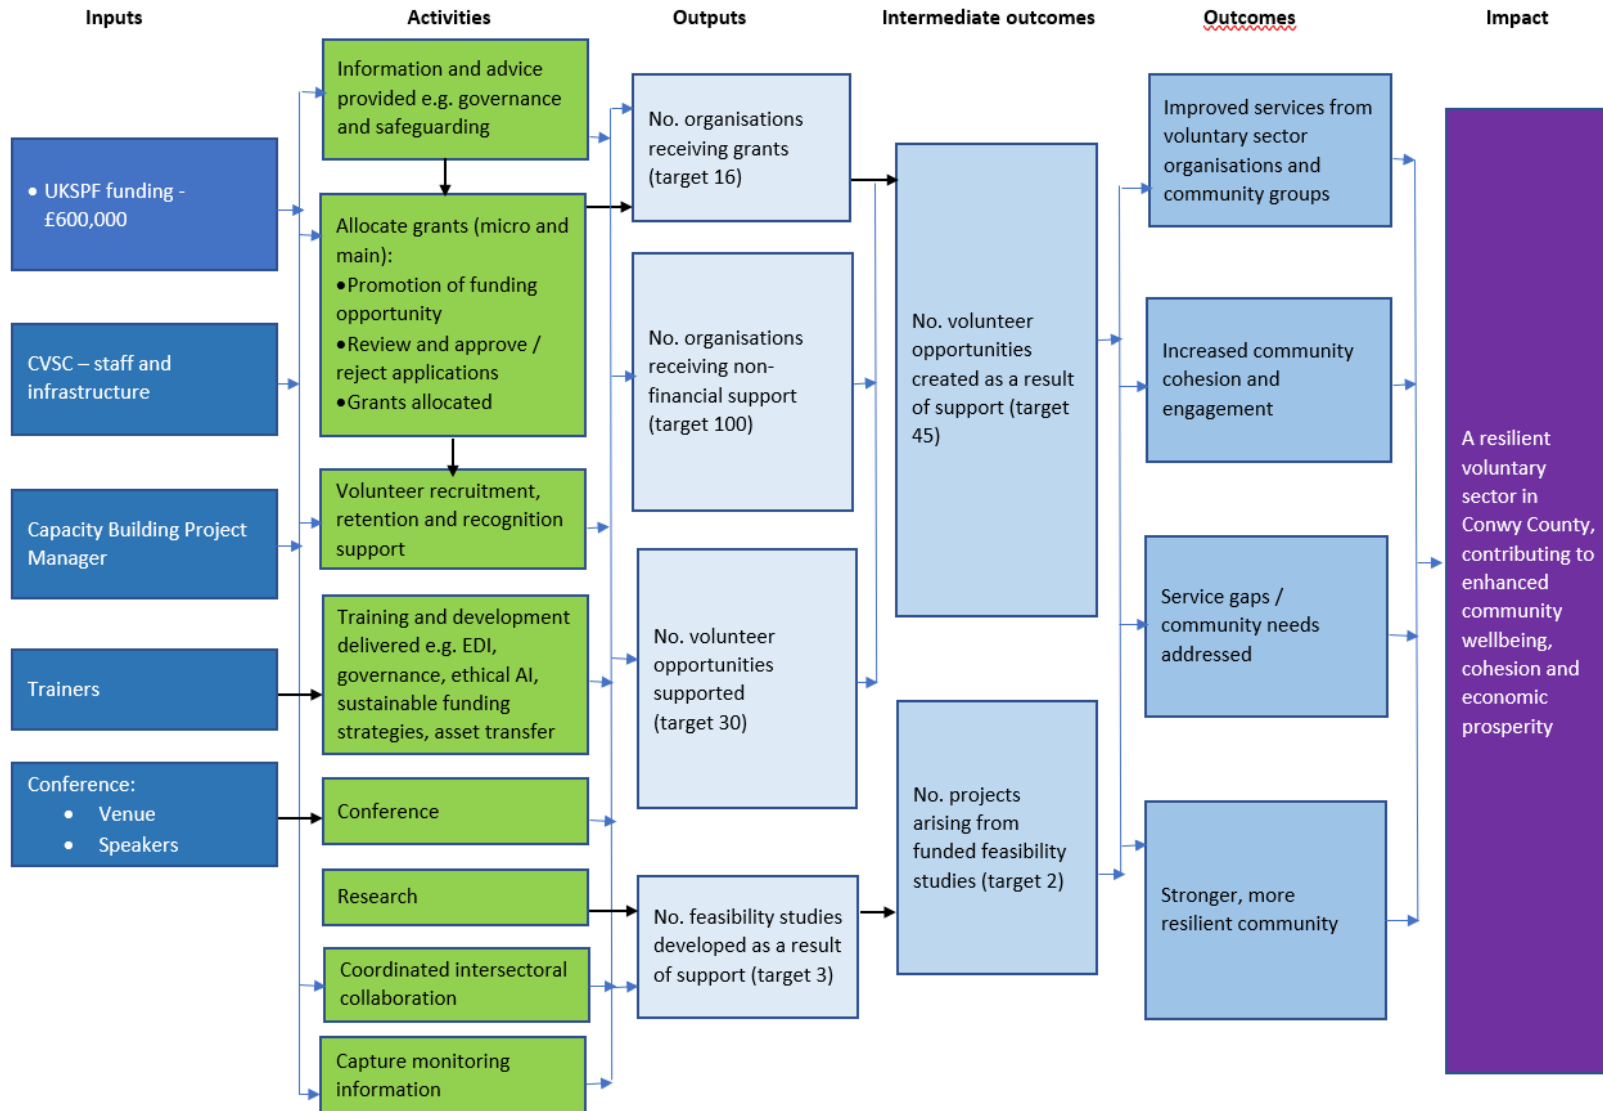 Inputs
Activities
Outputs
Intermediate outcomes
Outcomes
Impact
• UKSPF funding -
£600,000
CVSC – staff and
infrastructure
Capacity Building Project
Manager
Trainers
Conference:
• Venue
• Speakers
Information and advice
provided e.g. governance
and safeguarding
Allocate grants (micro and
main):
•Promotion of funding
opportunity
•Review and approve /
reject applications
•Grants allocated
Volunteer recruitment,
retention and recognition
support
Training and development
delivered e.g. EDI,
governance, ethical AI,
sustainable funding
strategies, asset transfer
Conference
Research
Coordinated intersectoral
collaboration
Capture monitoring
information
No. organisations
receiving grants
(target 16)
No. organisations
receiving non-
financial support
(target 100)
No. volunteer
opportunities
supported
(target 30)
No. feasibility studies
developed as a result
of support (target 3)
No. volunteer
opportunities
created as a result
of support (target
45)
No. projects
arising from
funded feasibility
studies (target 2)
Improved services from
voluntary sector
organisations and
community groups
Increased community
cohesion and
engagement
Service gaps /
community needs
addressed
Stronger, more
resilient community
A resilient
voluntary
sector in
Conwy County,
contributing to
enhanced
community
wellbeing,
cohesion and
economic
prosperity